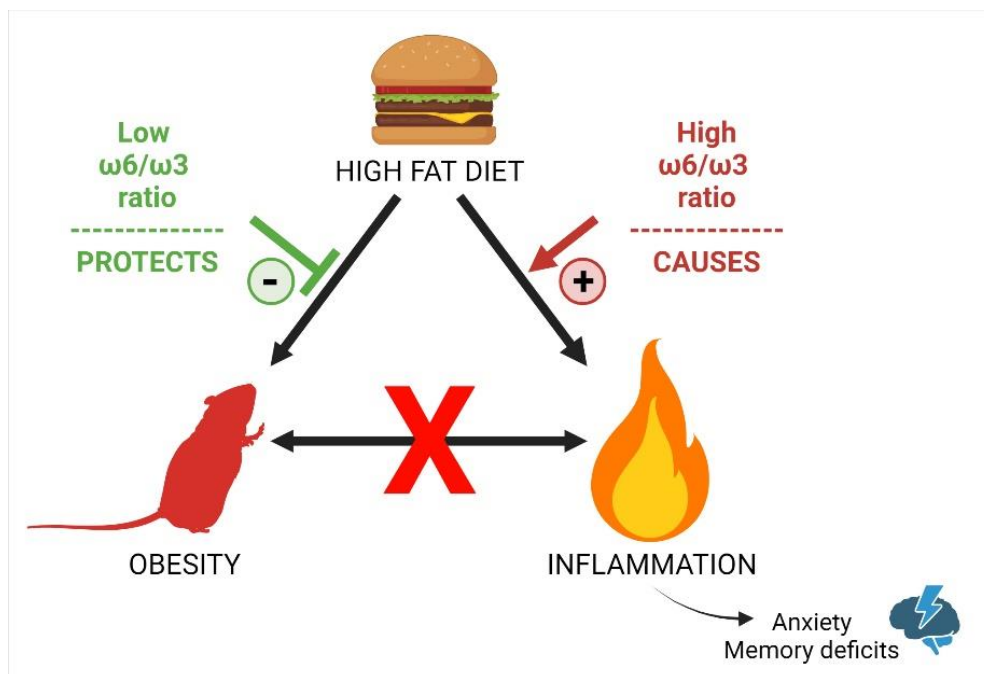 HIGH FAT DIET
Low
ω6/ω3
ratio
--------------
PROTECTS
-
High
ω6/ω3
ratio
--------------
CAUSES
+
X
OBESITY
INFLAMMATION
Anxiety
Memory deficits